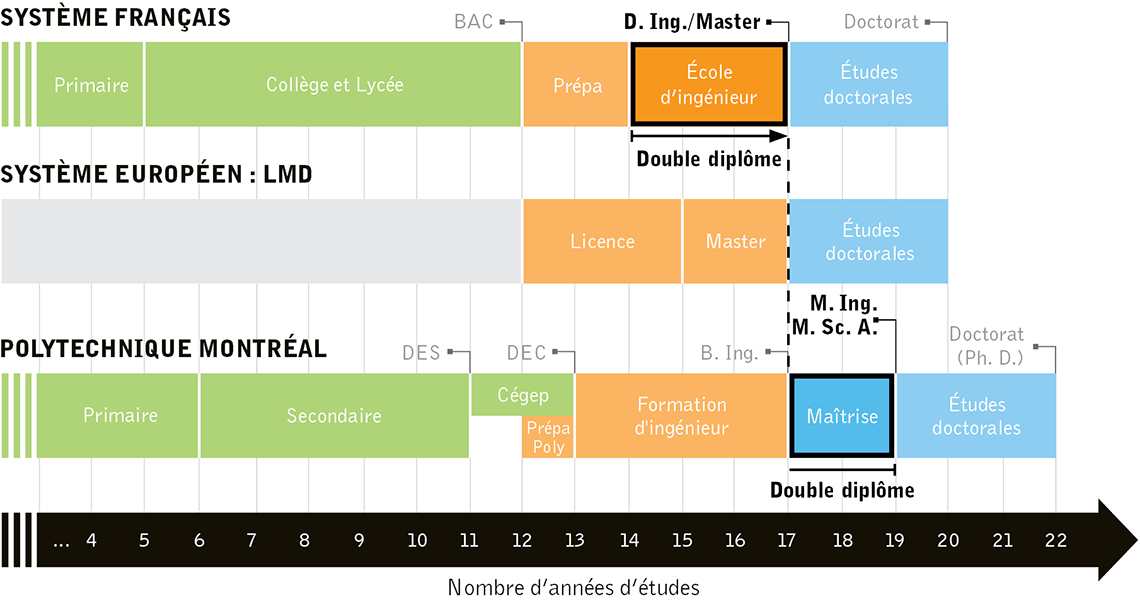 SYSTÈME FRANÇAIS
BAC
D. Ing./Master
Doctorat
Primaire
Collège et Lycée
Prépa
École
d'ingénieur
Études
doctorales
Double diplôme
SYSTÈME EUROPÉEN : LMD
Licence
Master
Études
doctorales
M. Ing.
M. Sc. A.
POLYTECHNIQUE MONTRÉAL
DES
DEC
B. Ing.
Doctorat
(Ph. D.)
Primaire
Secondaire
Cégep
Prépa
Poly
Formation
d'ingénieur
Maîtrise
Études
doctorales
Double diplôme
... 4 5 6 7 8 9 10 11 12 13 14 15 16 17 18 19 20 21 22
Nombre d'années d'études